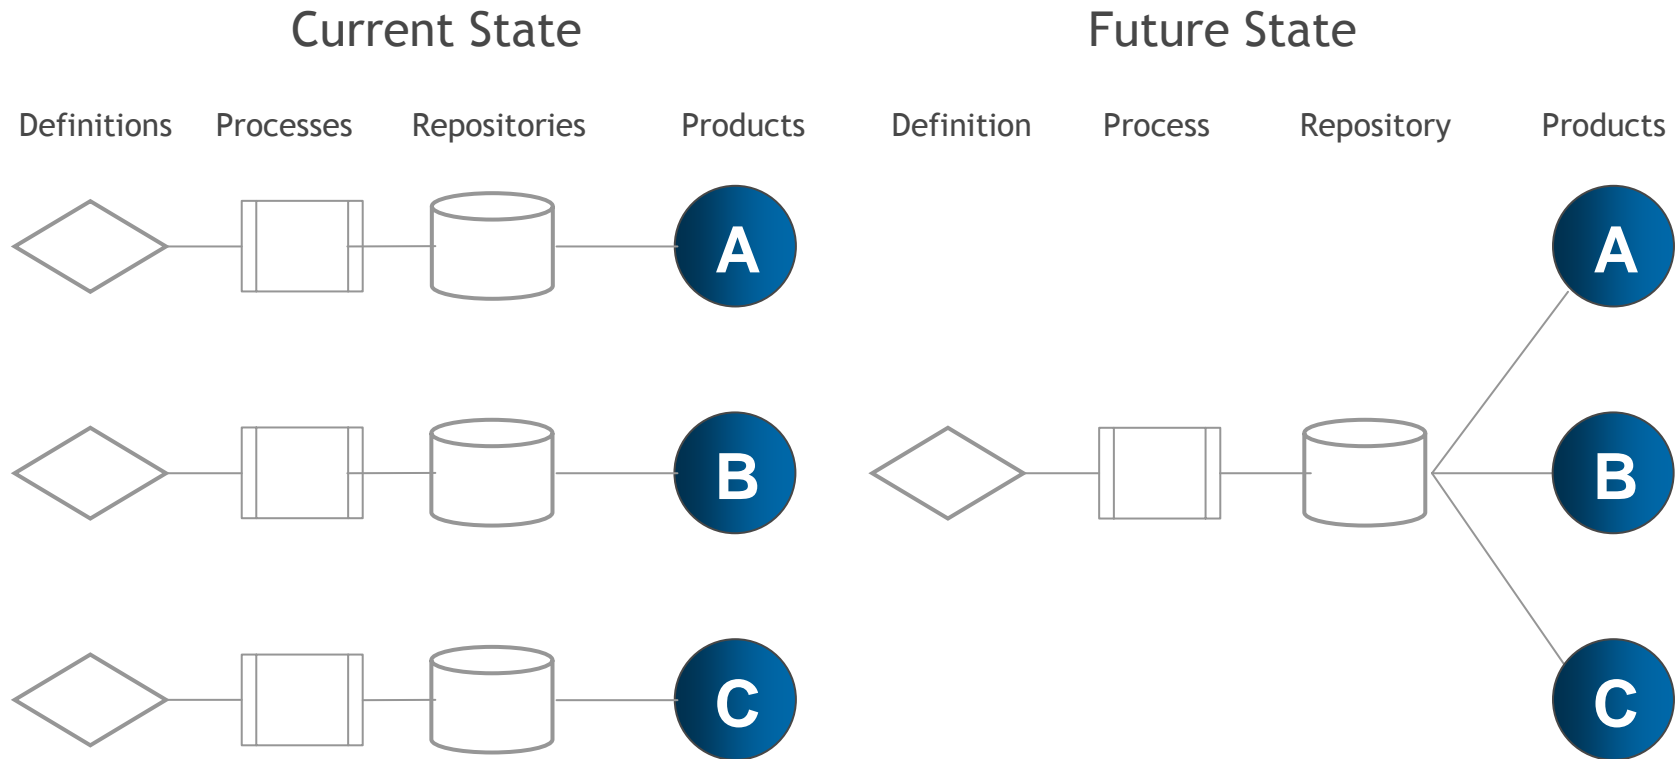 Current State
Future State
Definitions Processes Repositories Products
Definition Process Repository Products
A
A
B
B
C
C